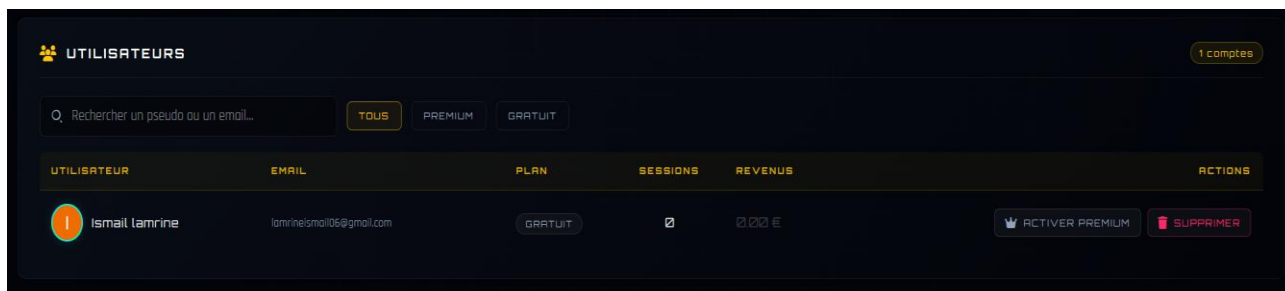 UTILISATEURS 1 comptes
Rechercher un pseudo ou un email... TOUS PREMIUM GRATUIT
UTILISATEUR EMAIL PLAN SESSIONS REVENUS ACTIONS
I Ismail lamrine lamrineismail06@gmail.com GRATUIT 0 0.00 € ACTIVER PREMIUM SUPPRIMER